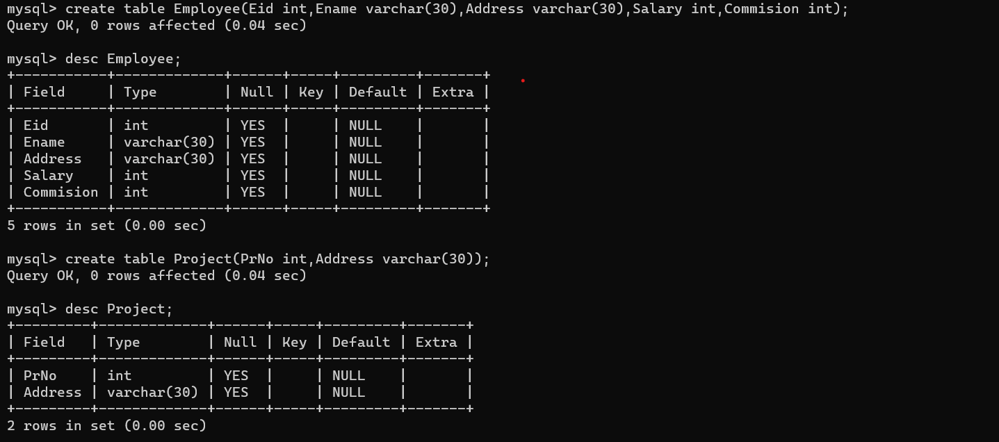 mysql> create table Employee(Eid int,Ename varchar(30),Address varchar(30),Salary int,Commision int);
Query OK, 0 rows affected (0.04 sec)
mysql> desc Employee;
+-----------+-------------+------+-----+---------+-------+
| Field     | Type        | Null | Key | Default | Extra |
+-----------+-------------+------+-----+---------+-------+
| Eid       | int         | YES  |     | NULL    |       |
| Ename     | varchar(30) | YES  |     | NULL    |       |
| Address   | varchar(30) | YES  |     | NULL    |       |
| Salary    | int         | YES  |     | NULL    |       |
| Commision | int         | YES  |     | NULL    |       |
+-----------+-------------+------+-----+---------+-------+
5 rows in set (0.00 sec)
mysql> create table Project(PrNo int,Address varchar(30));
Query OK, 0 rows affected (0.04 sec)
mysql> desc Project;
+---------+-------------+------+-----+---------+-------+
| Field   | Type        | Null | Key | Default | Extra |
+---------+-------------+------+-----+---------+-------+
| PrNo    | int         | YES  |     | NULL    |       |
| Address | varchar(30) | YES  |     | NULL    |       |
+---------+-------------+------+-----+---------+-------+
2 rows in set (0.00 sec)